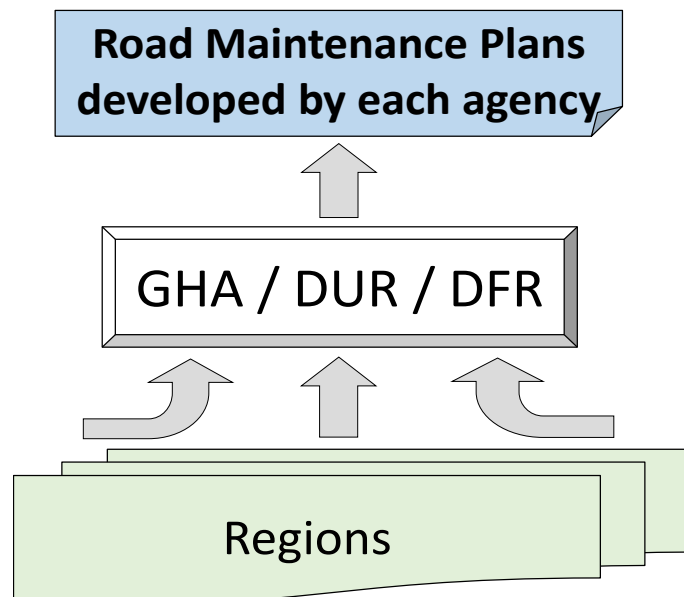 Road Maintenance Plans
developed by each agency
GHA / DUR / DFR
Regions